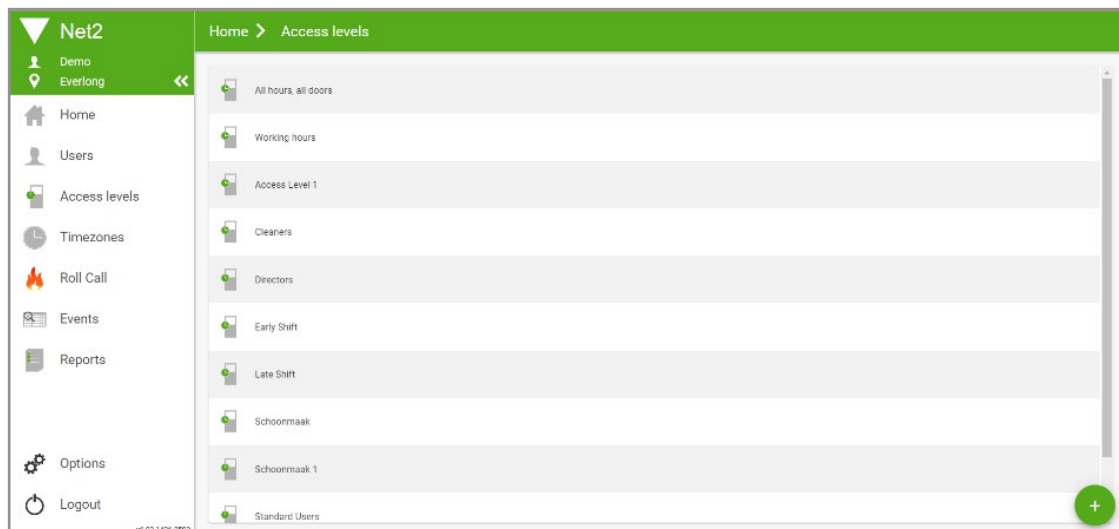 Net2
Demo
Everlong
Home
Users
Access levels
Timezones
Roll Call
Events
Reports
Options
Logout
Home > Access levels
All hours, all doors
Working hours
Access Level 1
Cleaners
Directors
Early Shift
Late Shift
Schoonmaak
Schoonmaak 1
Standard Users